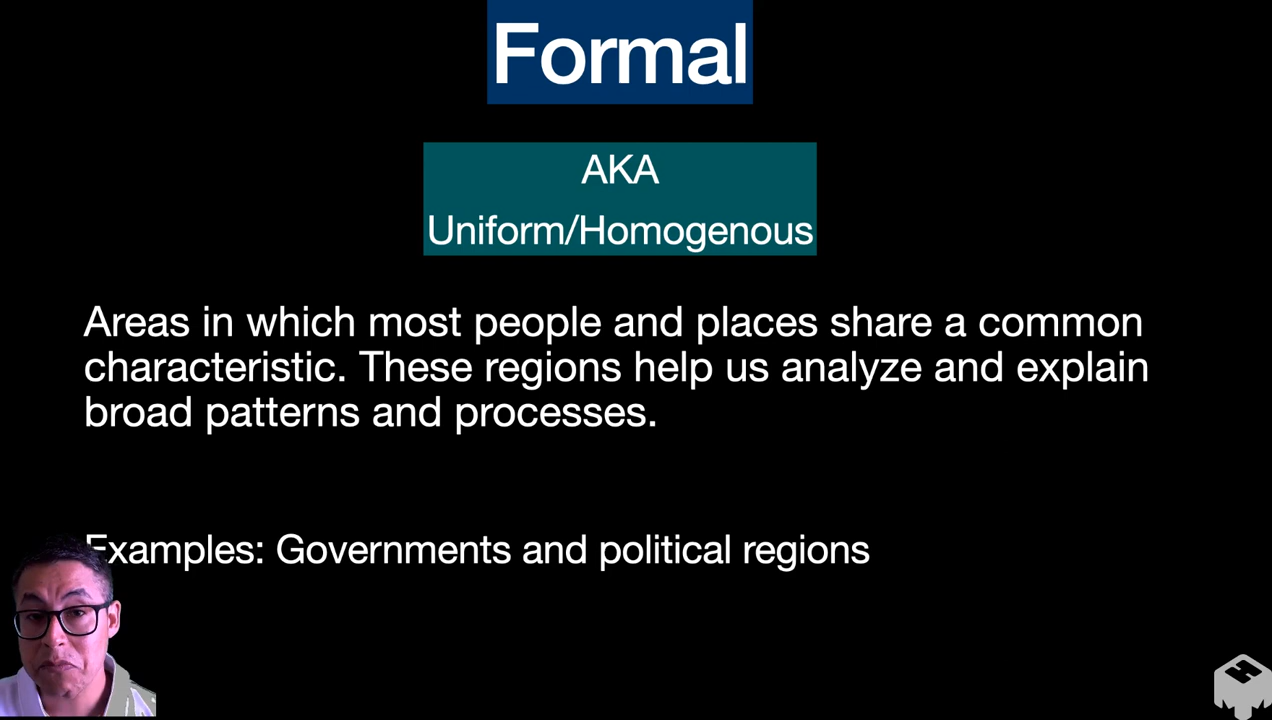 Formal
AKA
Uniform/Homogenous
Areas in which most people and places share a common
characteristic. These regions help us analyze and explain
broad patterns and processes.
Examples: Governments and political regions